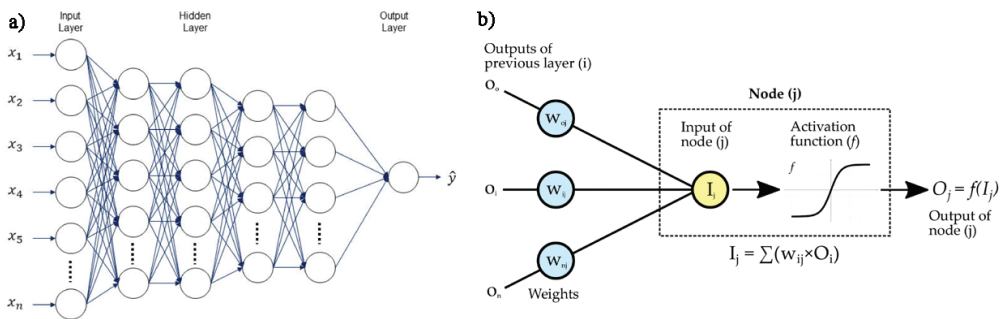 a)
Input
Layer
Hidden
Layer
Output
Layer
x₁
x₂
x₃
x₄
x₅
xₙ
ŷ
b)
Outputs of
previous layer (i)
Oₒ
Oᵢ
Oₙ
Wₒⱼ
Wᵢⱼ
Wₙⱼ
Weights
Node (j)
Input of
node (j)
Iⱼ
Activation
function (f)
f
Iⱼ = ∑(wᵢⱼ×Oᵢ)
Oⱼ = f(Iⱼ)
Output of
node (j)